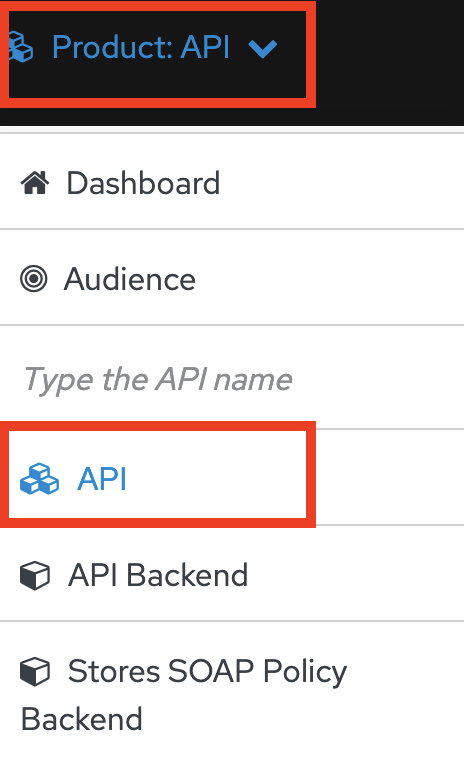 Product: API
Dashboard
Audience
Type the API name
API
API Backend
Stores SOAP Policy
Backend